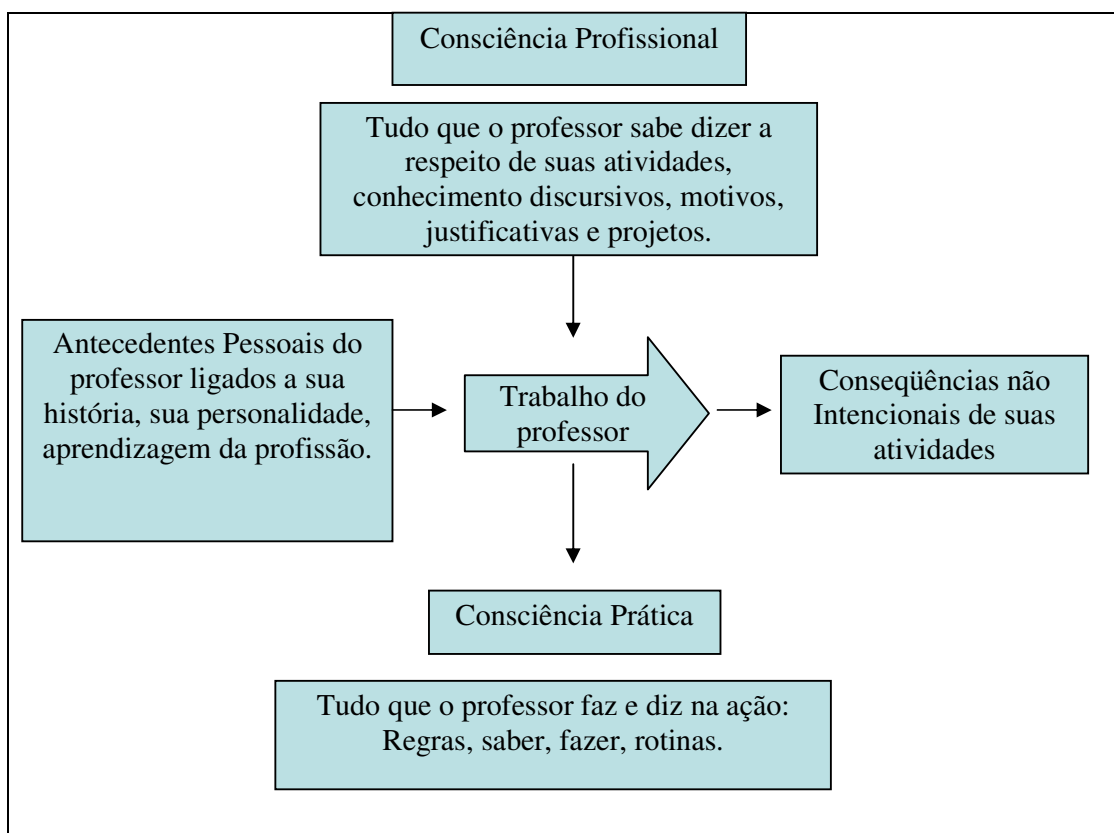 Consciência Profissional
Tudo que o professor sabe dizer a
respeito de suas atividades,
conhecimento discursivos, motivos,
justificativas e projetos.
Antecedentes Pessoais do
professor ligados a sua
história, sua personalidade,
aprendizagem da profissão.
Trabalho do
professor
Conseqüências não
Intencionais de suas
atividades
Consciência Prática
Tudo que o professor faz e diz na ação:
Regras, saber, fazer, rotinas.